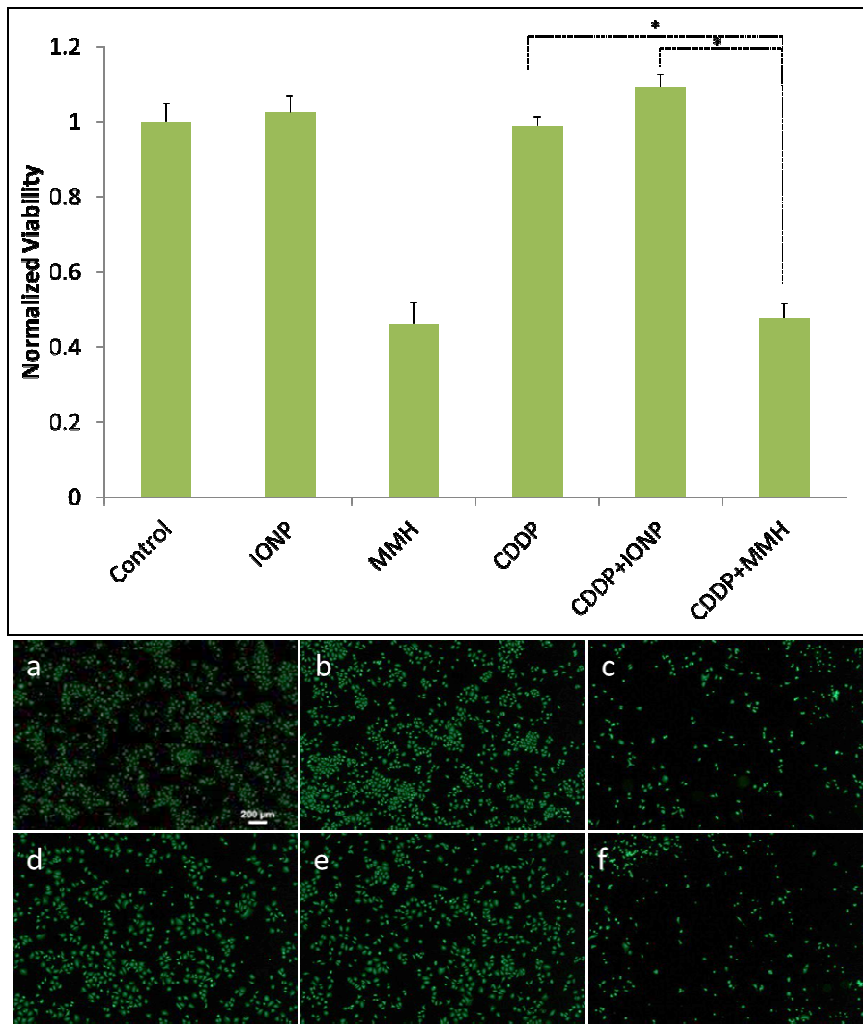 1.2
1
0.8
0.6
0.4
0.2
0
Normalized Viability
*
*
Control
IONP
MMH
CDDP
CDDP+IONP
CDDP+MMH
a
b
c
200 µm
d
e
f